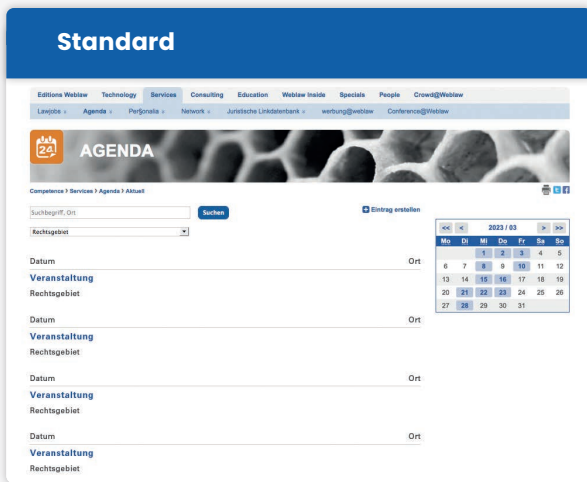 Standard
Editions Weblaw Technology Services Consulting Education Weblaw Inside Specials People Crowd@Weblaw
Lawjobs » Agenda » Per§onalia » Network » Juristische Linkdatenbank » werbung@weblaw Conference@Weblaw
24
AGENDA
Competence > Services > Agenda > Aktuell
Suchbegriff, Ort Suchen Eintrag erstellen
Rechtsgebiet
<< < 2023 / 03 > >>
Mo Di Mi Do Fr Sa So
1 2 3 4 5
6 7 8 9 10 11 12
13 14 15 16 17 18 19
20 21 22 23 24 25 26
27 28 29 30 31
Datum Ort
Veranstaltung
Rechtsgebiet
Datum Ort
Veranstaltung
Rechtsgebiet
Datum Ort
Veranstaltung
Rechtsgebiet
Datum Ort
Veranstaltung
Rechtsgebiet